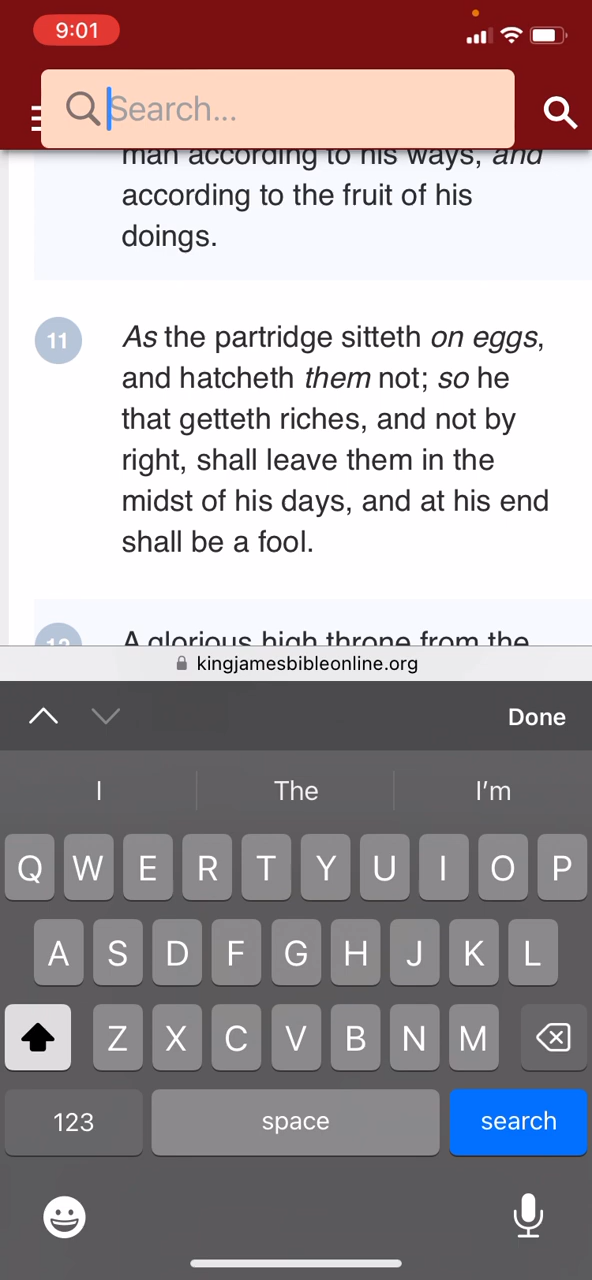 9:01
Search...
man according to his ways, and
according to the fruit of his
doings.
11
As the partridge sitteth on eggs,
and hatcheth them not; so he
that getteth riches, and not by
right, shall leave them in the
midst of his days, and at his end
shall be a fool.
12
A glorious high throne from the
kingjamesbibleonline.org
Done
I The I'm
Q W E R T Y U I O P
A S D F G H J K L
Z X C V B N M
123 space search